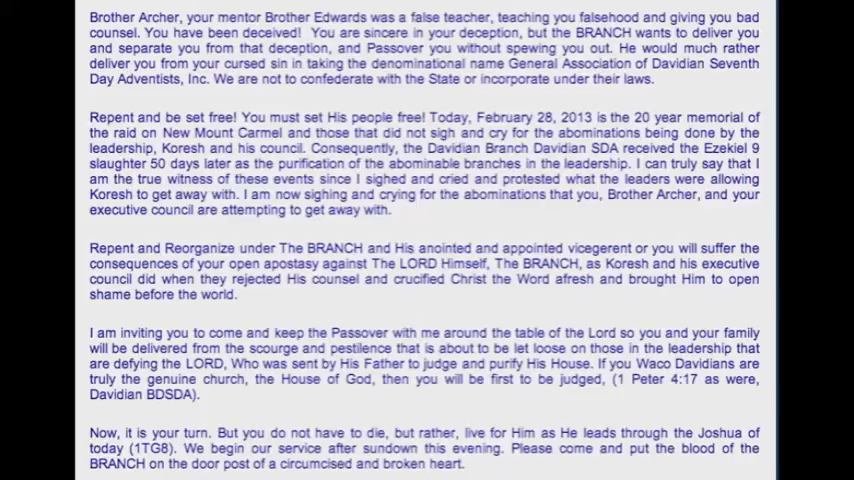 Brother Archer, your mentor Brother Edwards was a false teacher, teaching you falsehood and giving you bad
counsel. You have been deceived!  You are sincere in your deception, but the BRANCH wants to deliver you
and separate you from that deception, and Passover you without spewing you out. He would much rather
deliver you from your cursed sin in taking the denominational name General Association of Davidian Seventh
Day Adventists, Inc. We are not to confederate with the State or incorporate under their laws.
Repent and be set free! You must set His people free! Today, February 28, 2013 is the 20 year memorial of
the raid on New Mount Carmel and those that did not sigh and cry for the abominations being done by the
leadership, Koresh and his council. Consequently, the Davidian Branch Davidian SDA received the Ezekiel 9
slaughter 50 days later as the purification of the abominable branches in the leadership. I can truly say that I
am the true witness of these events since I sighed and cried and protested what the leaders were allowing
Koresh to get away with. I am now sighing and crying for the abominations that you, Brother Archer, and your
executive council are attempting to get away with.
Repent and Reorganize under The BRANCH and His anointed and appointed vicegerent or you will suffer the
consequences of your open apostasy against The LORD Himself, The BRANCH, as Koresh and his executive
council did when they rejected His counsel and crucified Christ the Word afresh and brought Him to open
shame before the world.
I am inviting you to come and keep the Passover with me around the table of the Lord so you and your family
will be delivered from the scourge and pestilence that is about to be let loose on those in the leadership that
are defying the LORD, Who was sent by His Father to judge and purify His House. If you Waco Davidians are
truly the genuine church, the House of God, then you will be first to be judged, (1 Peter 4:17 as were,
Davidian BDSDA).
Now, it is your turn. But you do not have to die, but rather, live for Him as He leads through the Joshua of
today (1TG8). We begin our service after sundown this evening. Please come and put the blood of the
BRANCH on the door post of a circumcised and broken heart.